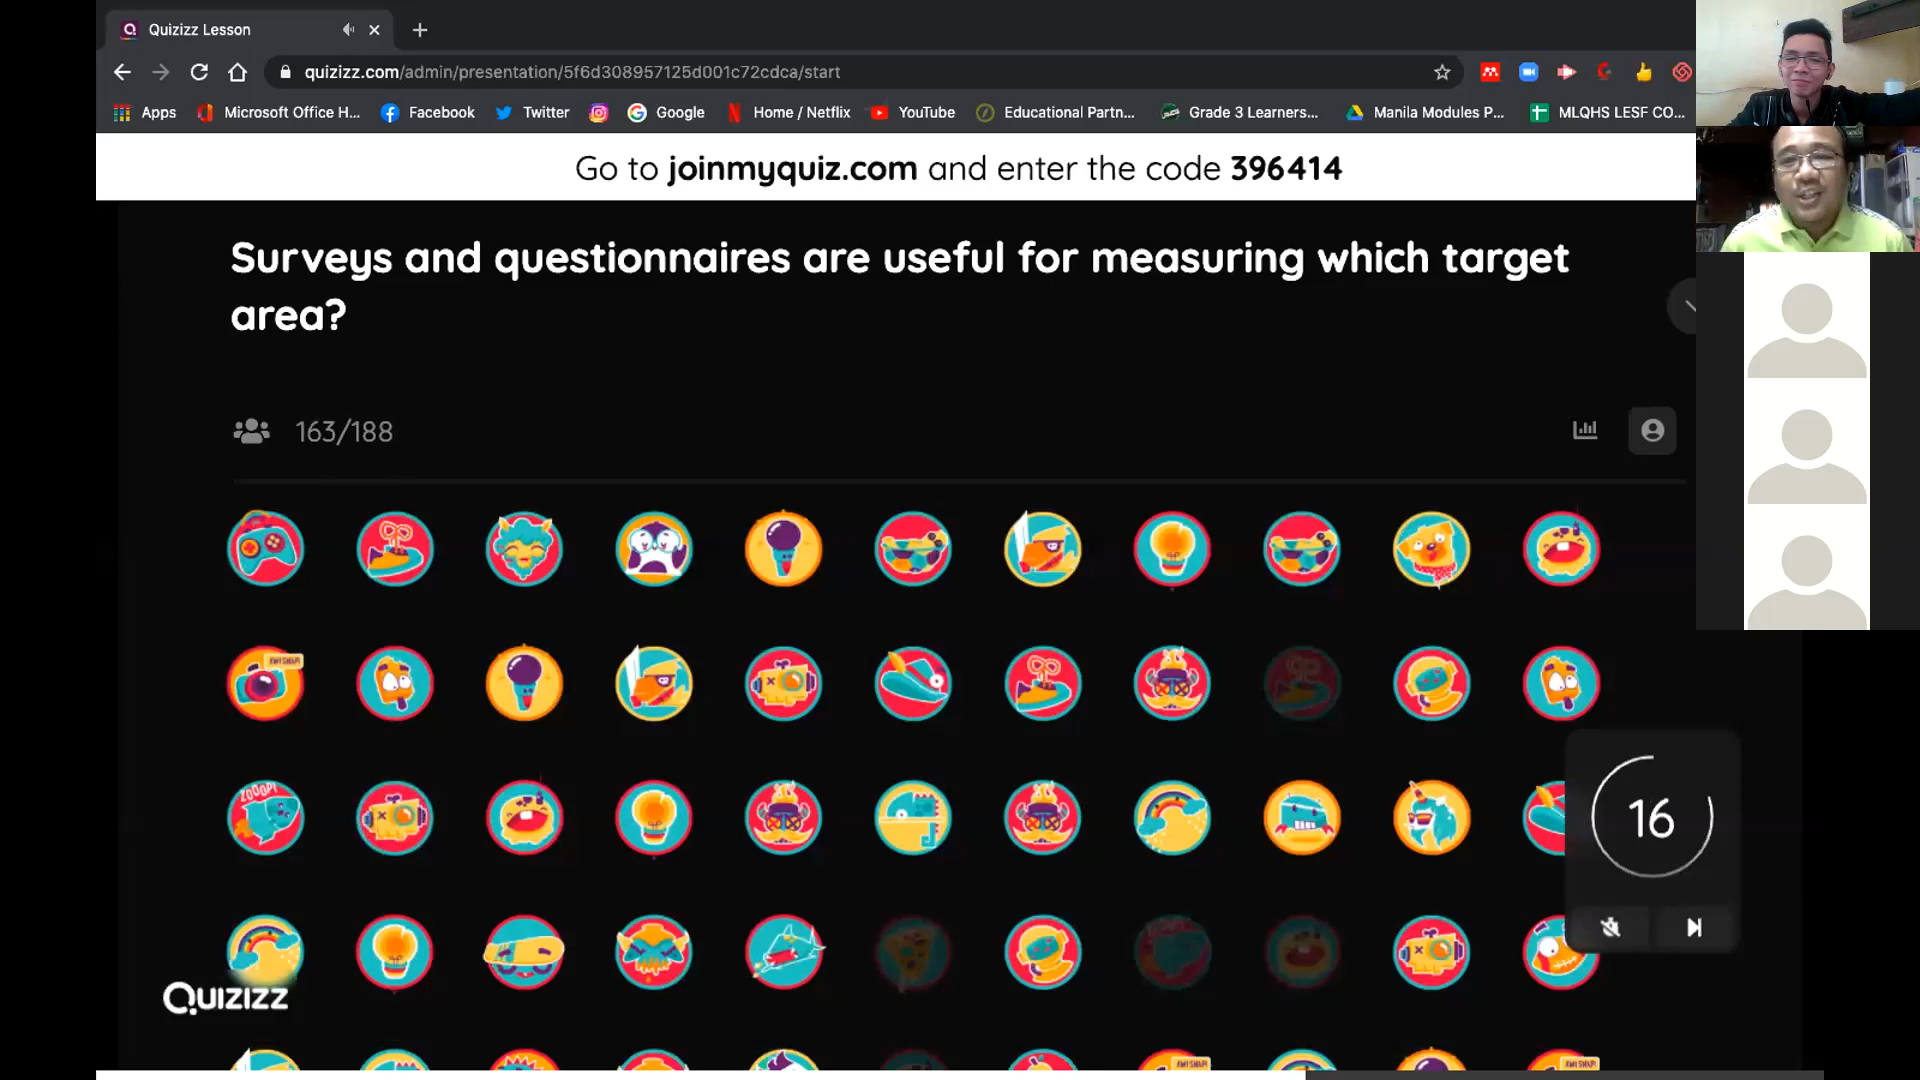 Quizizz Lesson
quizizz.com/admin/presentation/5f6d308957125d001c72cdca/start
Apps Microsoft Office H... Facebook Twitter Google Home / Netflix YouTube Educational Partn... Grade 3 Learners... Manila Modules P... MLQHS LESF CO...
Go to joinmyquiz.com and enter the code 396414
Surveys and questionnaires are useful for measuring which target
area?
163/188
ZOOOP!
16
Quizizz